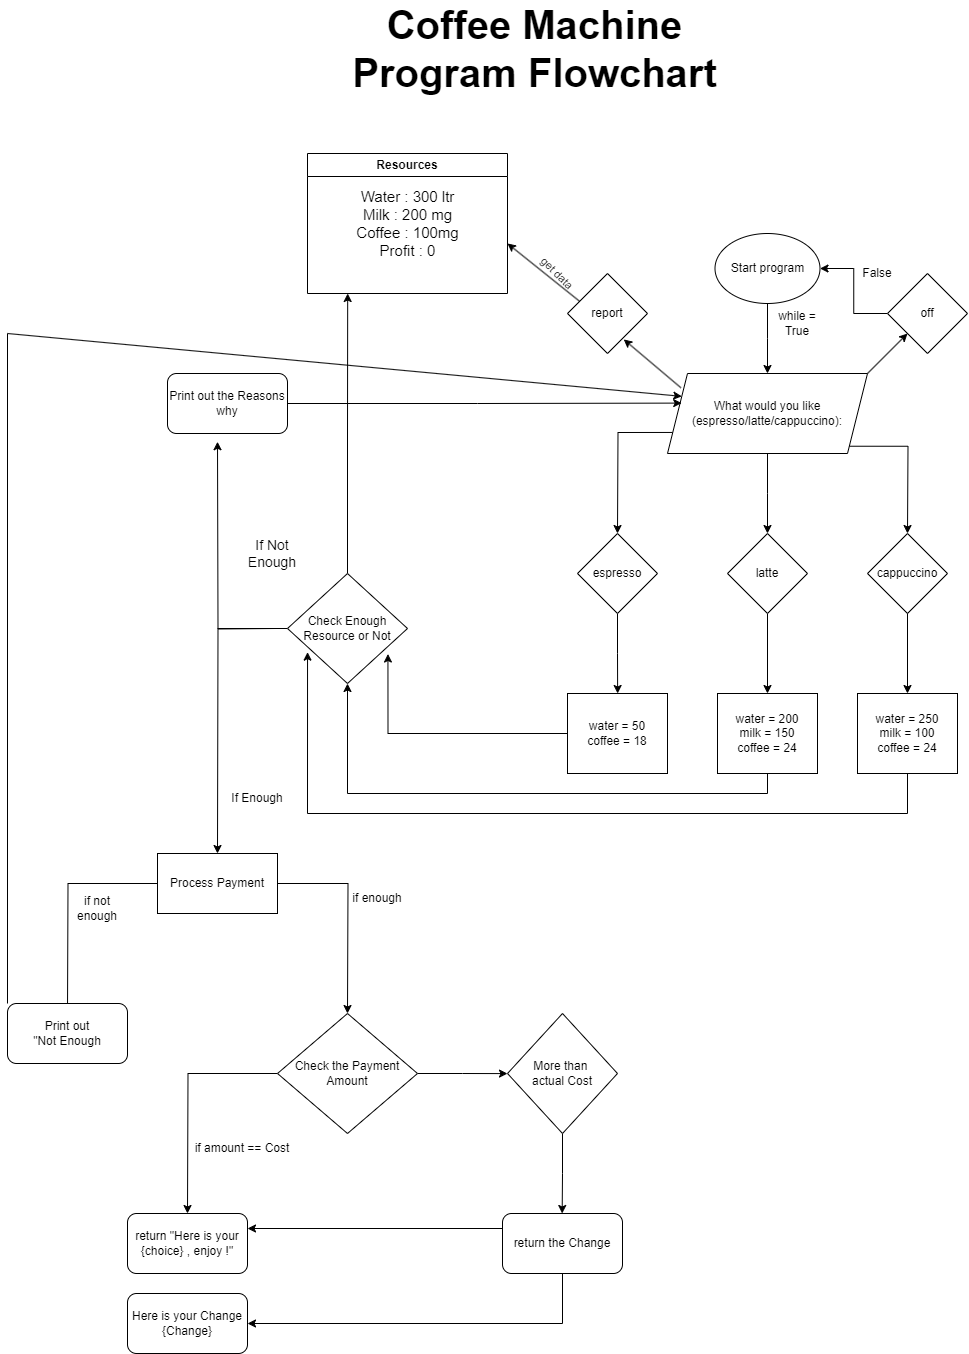 Coffee Machine
Program Flowchart
Resources
Water : 300 ltr
Milk : 200 mg
Coffee : 100mg
Profit : 0
get data
report
Start program
False
off
while =
True
Print out the Reasons
why
What would you like
(espresso/latte/cappuccino):
If Not
Enough
espresso
latte
cappuccino
Check Enough
Resource or Not
water = 50
coffee = 18
water = 200
milk = 150
coffee = 24
water = 250
milk = 100
coffee = 24
If Enough
Process Payment
if not
enough
if enough
Print out
"Not Enough
Check the Payment
Amount
More than
actual Cost
if amount == Cost
return "Here is your
{choice} , enjoy !"
return the Change
Here is your Change
{Change}